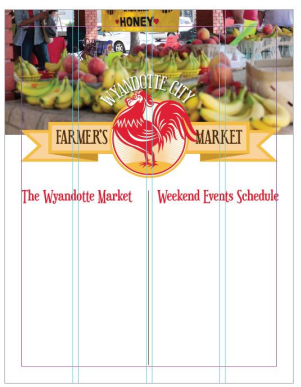 HONEY
WYANDOTTE CITY
FARMER'S MARKET
The Wyandotte Market
Weekend Events Schedule